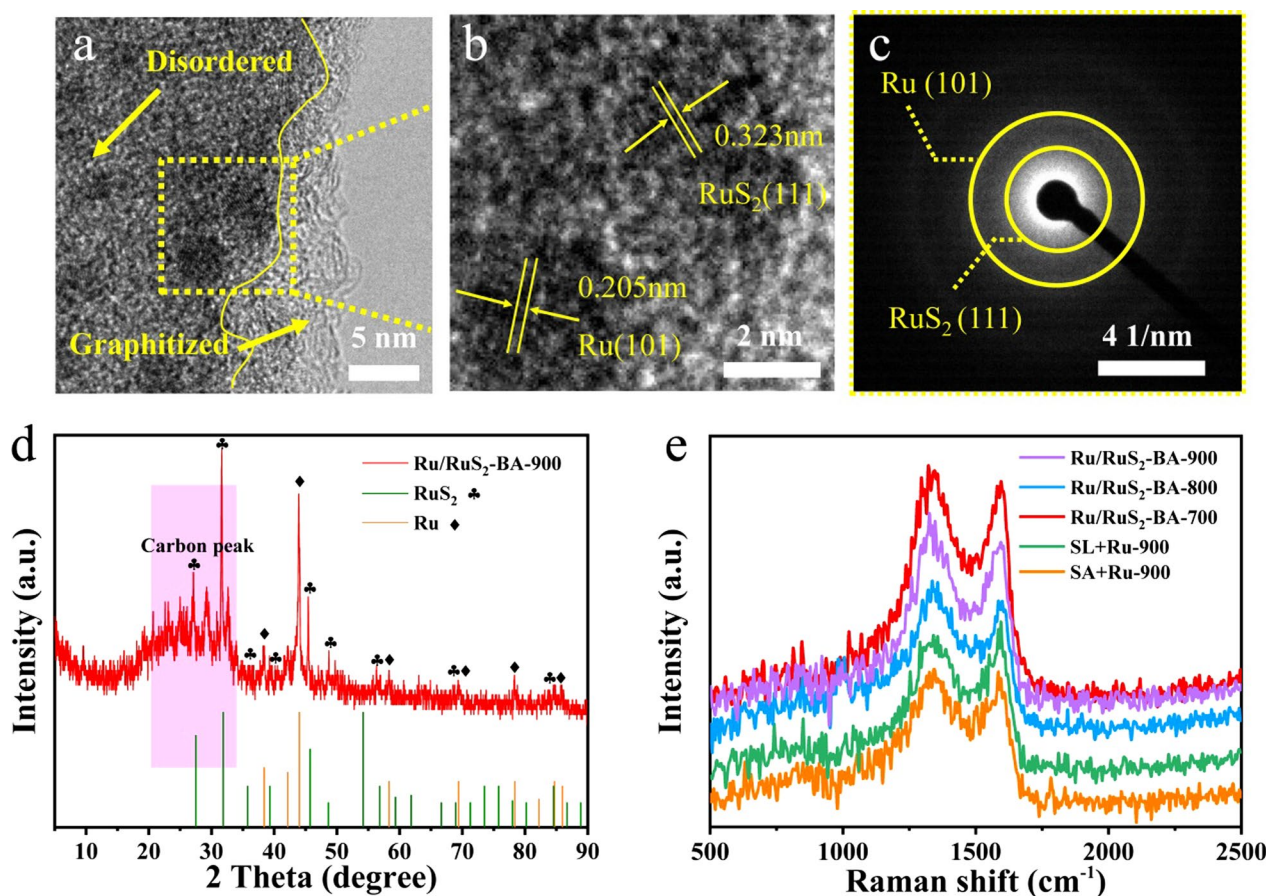 a
Disordered
Graphitized
5 nm
b
0.323nm
RuS₂(111)
0.205nm
Ru(101)
2 nm
c
Ru (101)
RuS₂ (111)
4 1/nm
d
Ru/RuS₂-BA-900
RuS₂ ♣
Ru ♦
Carbon peak
Intensity (a.u.)
10 20 30 40 50 60 70 80 90
2 Theta (degree)
e
Ru/RuS₂-BA-900
Ru/RuS₂-BA-800
Ru/RuS₂-BA-700
SL+Ru-900
SA+Ru-900
Intensity (a.u.)
500 1000 1500 2000 2500
Raman shift (cm⁻¹)